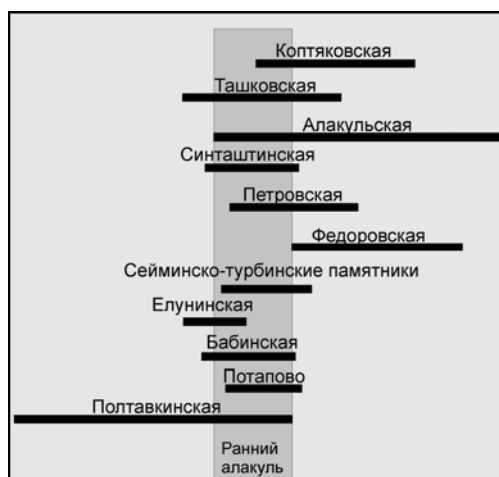 Коптяковская
Ташковская
Алакульская
Синташтинская
Петровская
Федоровская
Сейминско-турбинские памятники
Елунинская
Бабинская
Потапово
Полтавкинская
Ранний
алакуль